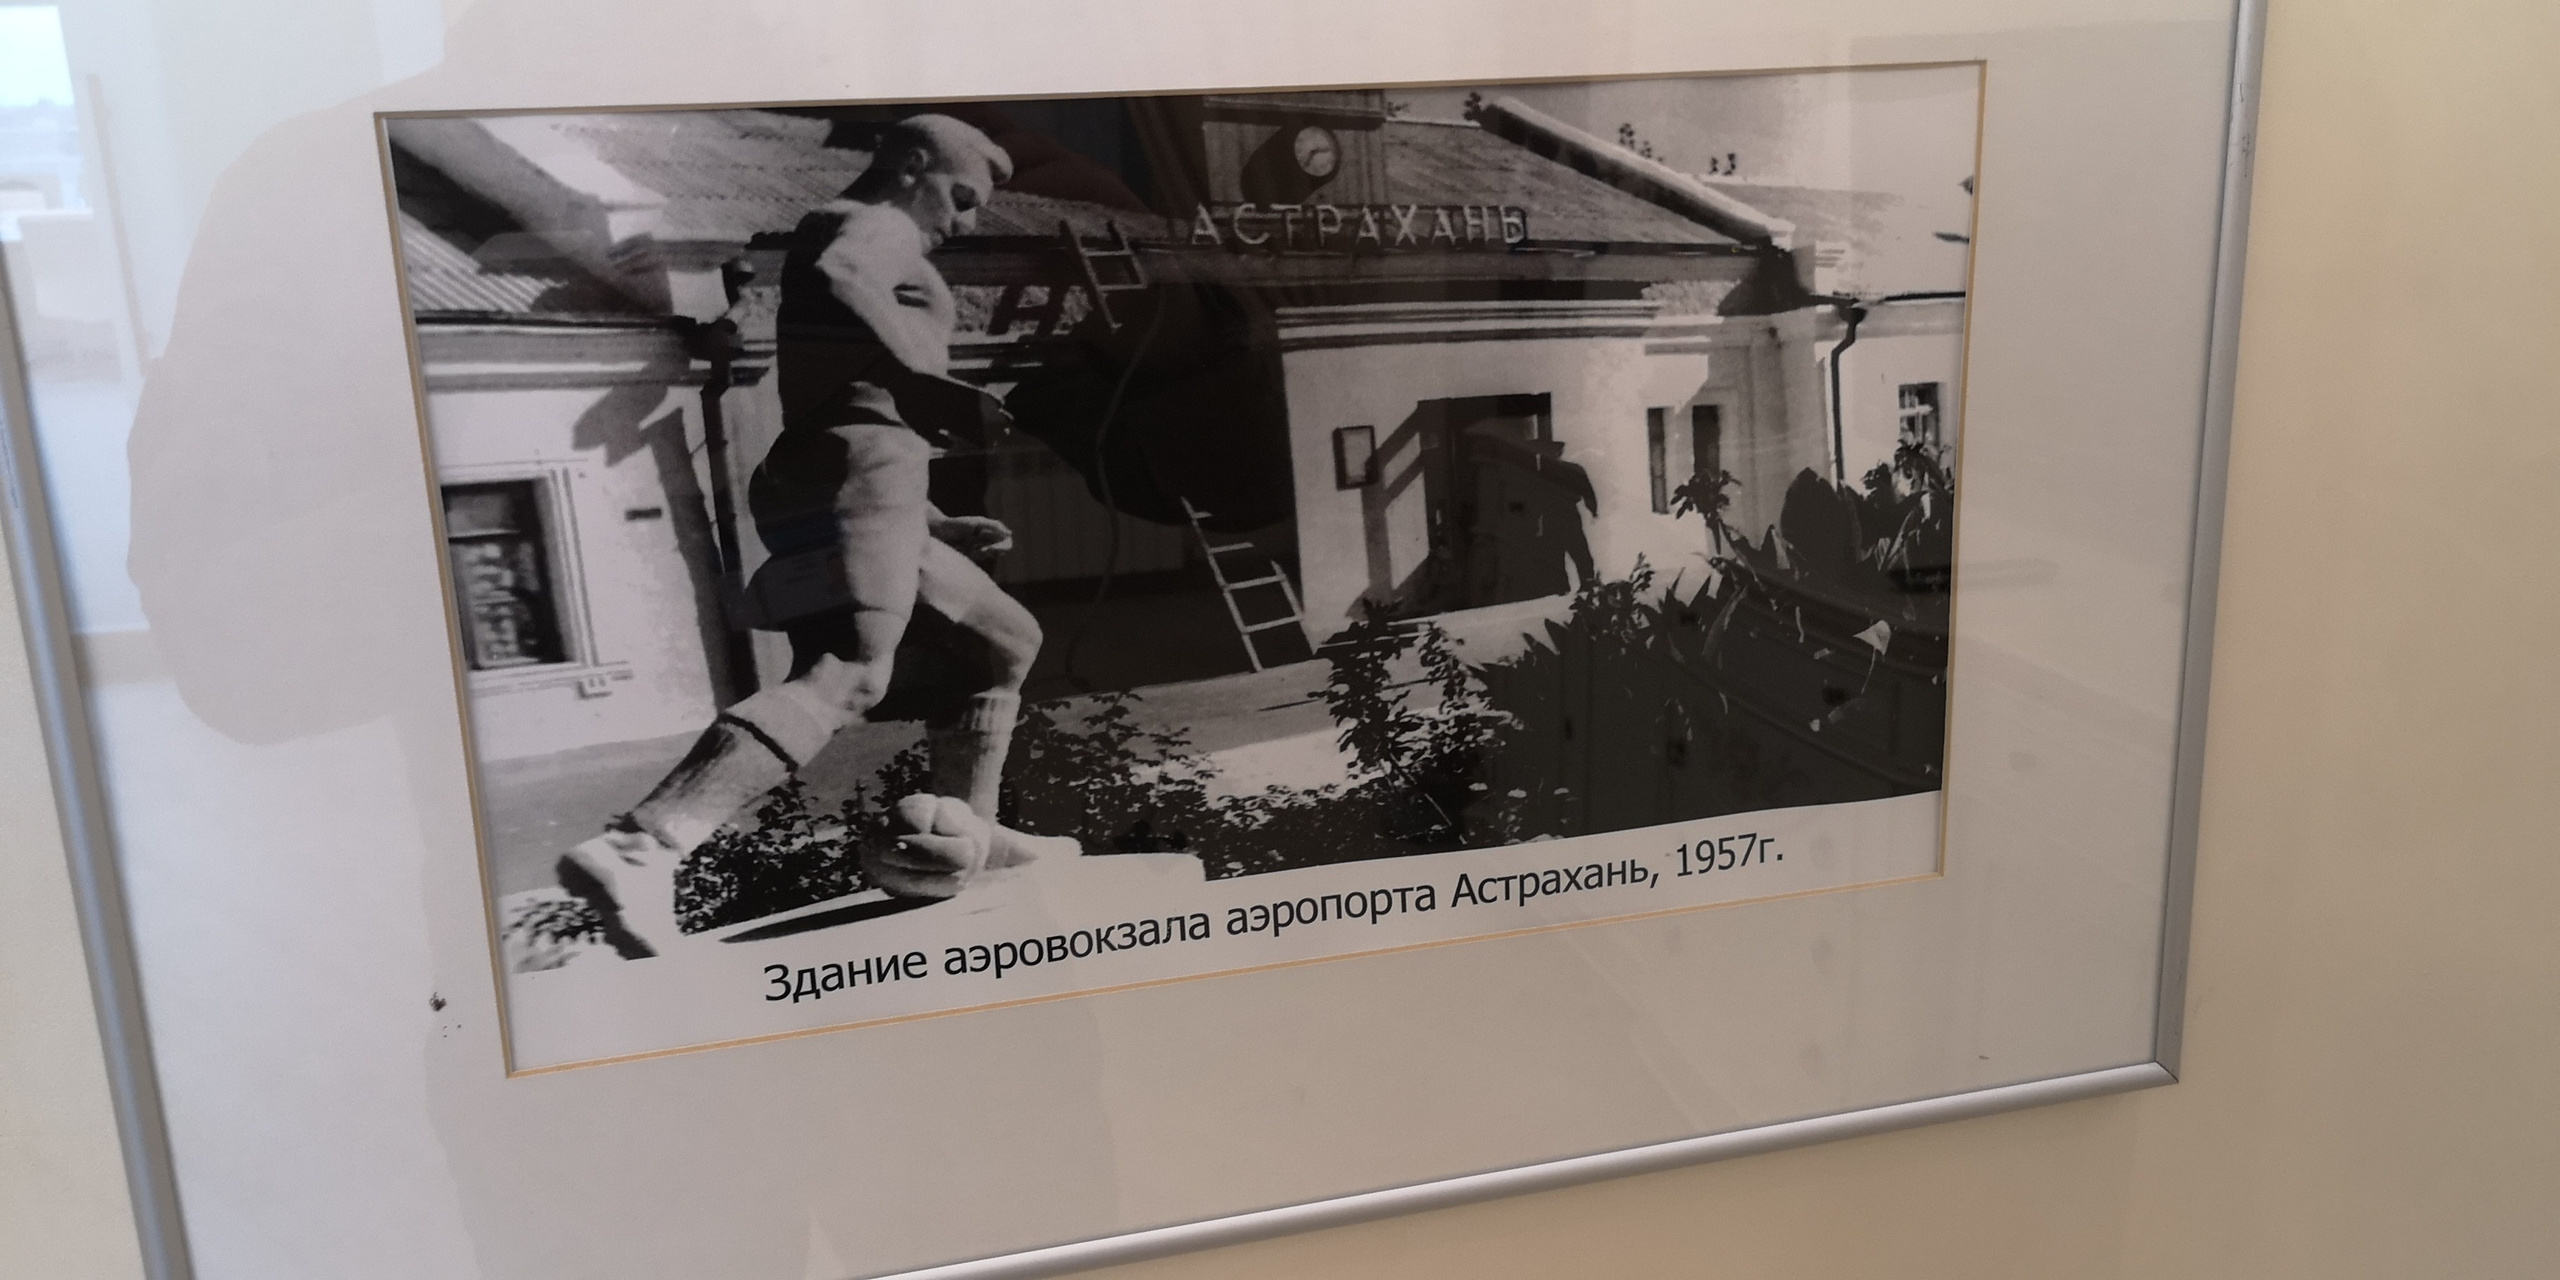 АСТРАХАНЬ
Здание аэровокзала аэропорта Астрахань, 1957г.